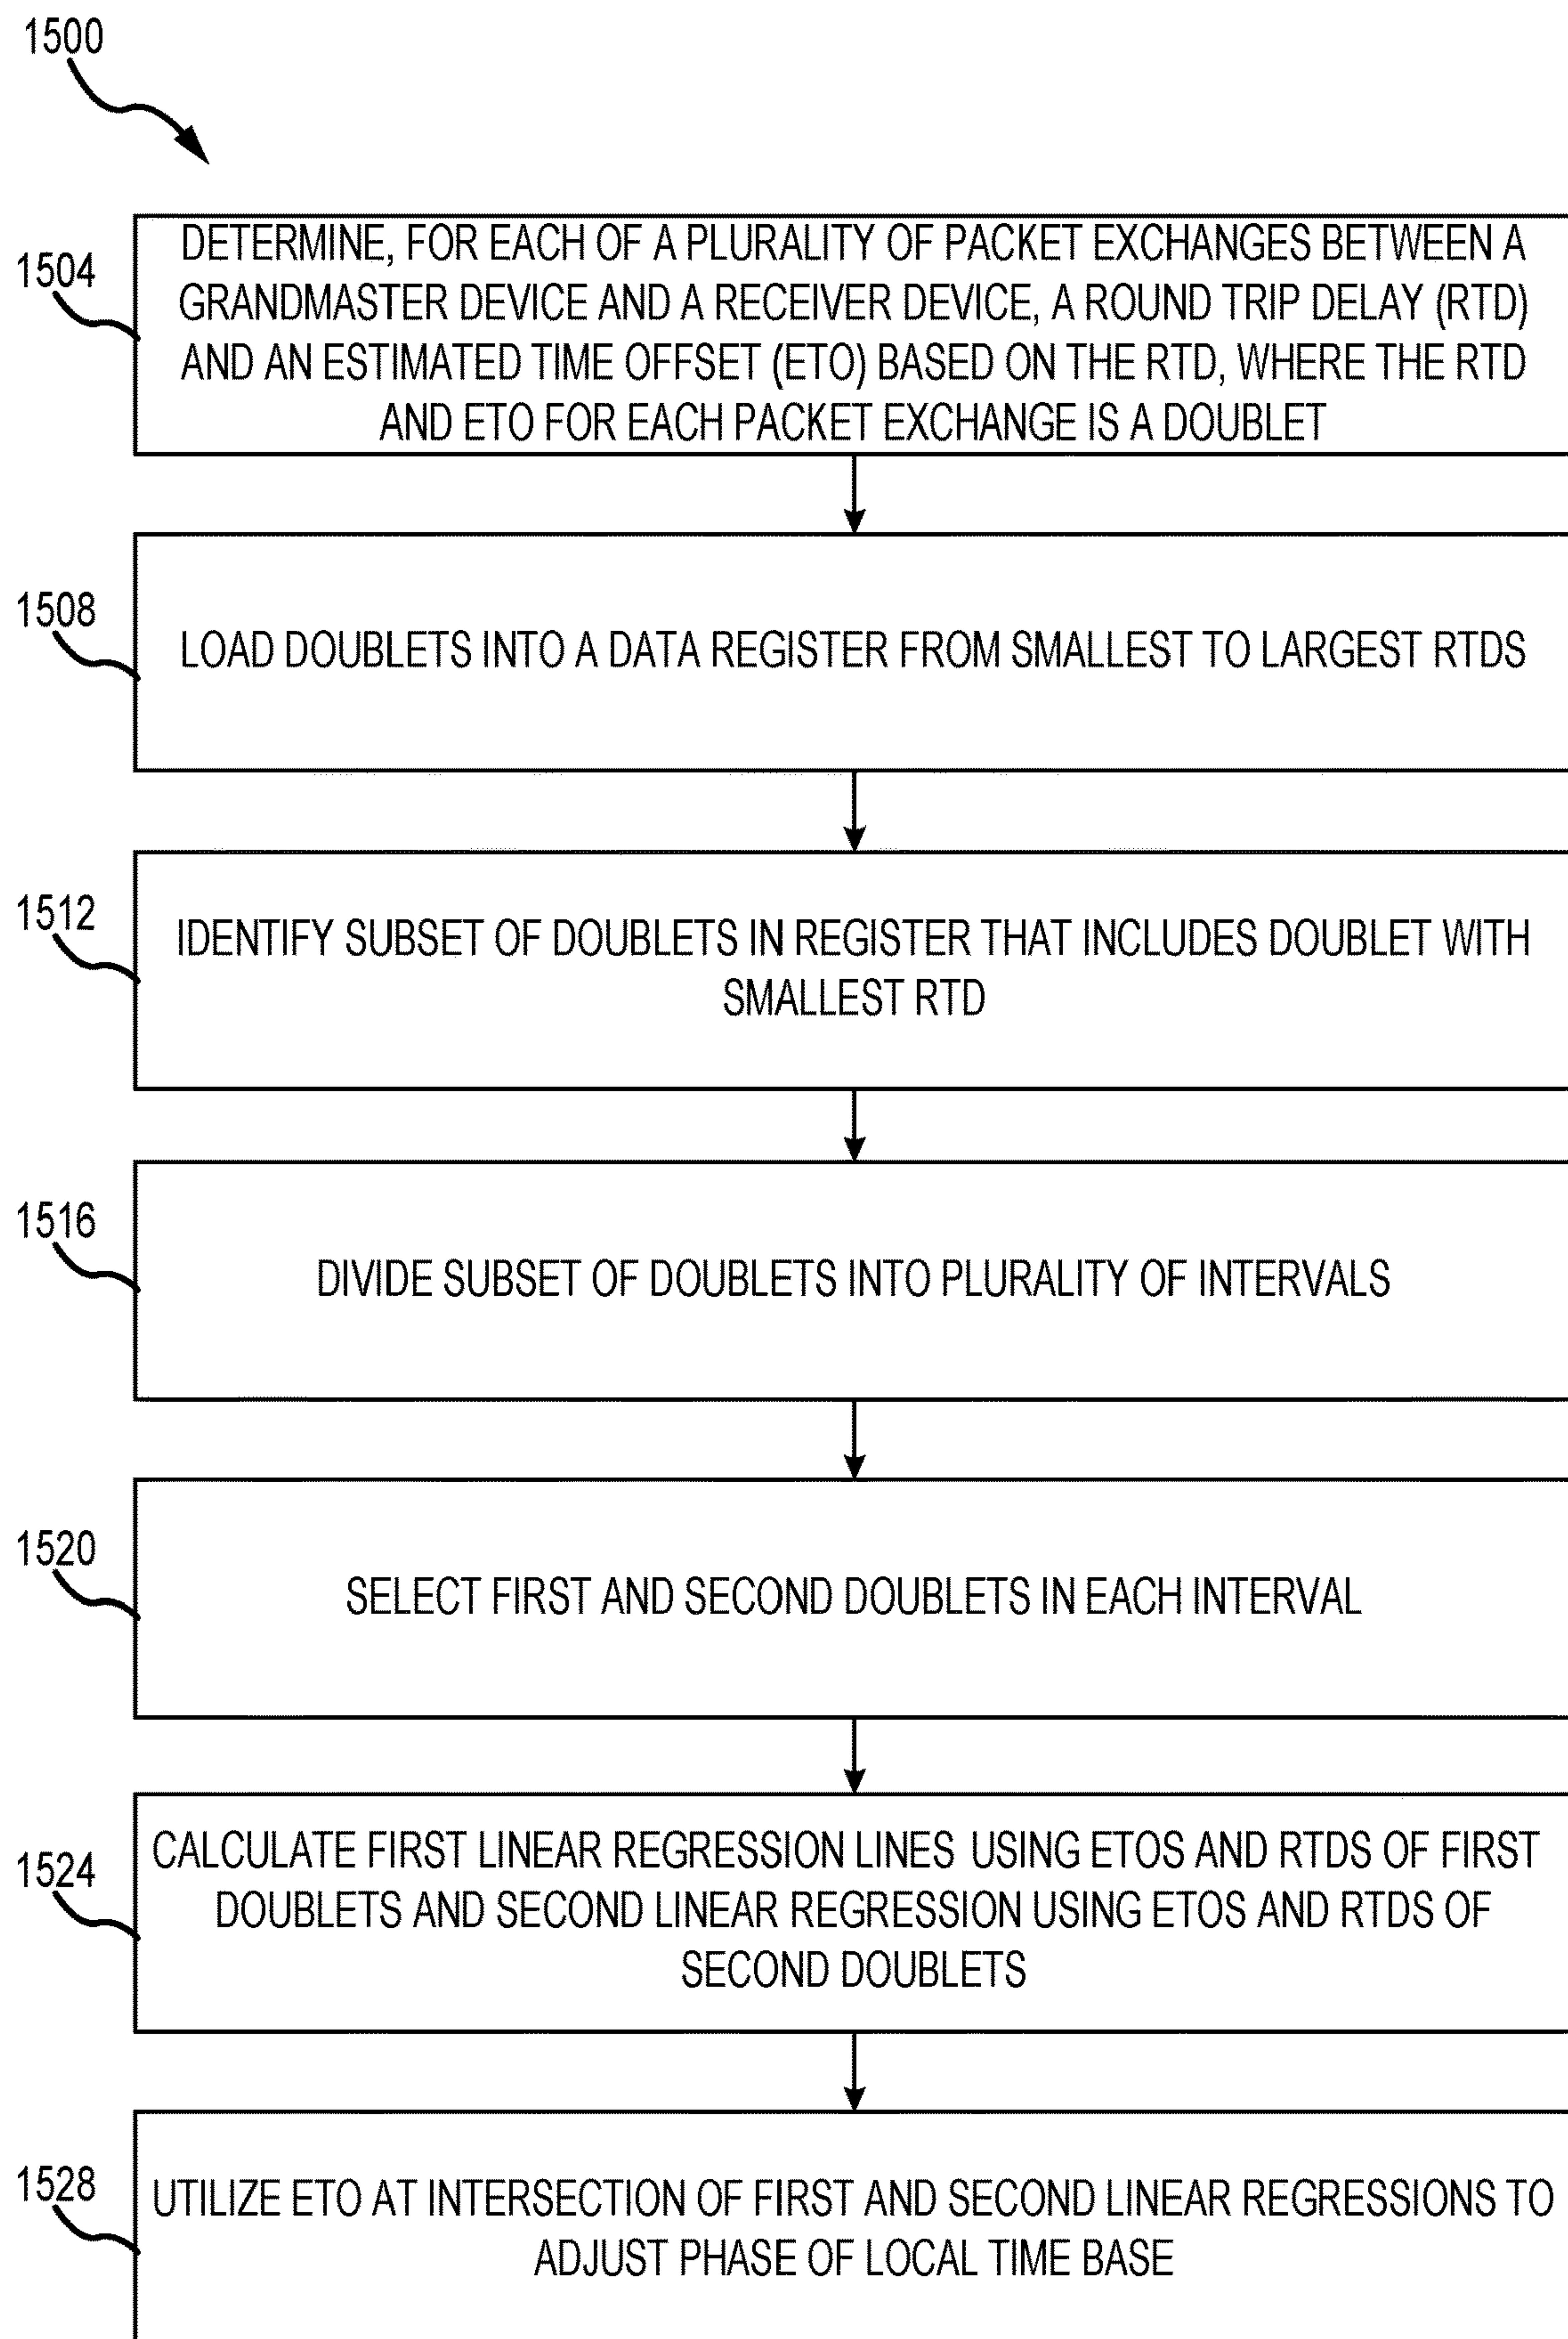 1500
1504
DETERMINE, FOR EACH OF A PLURALITY OF PACKET EXCHANGES BETWEEN A
GRANDMASTER DEVICE AND A RECEIVER DEVICE, A ROUND TRIP DELAY (RTD)
AND AN ESTIMATED TIME OFFSET (ETO) BASED ON THE RTD, WHERE THE RTD
AND ETO FOR EACH PACKET EXCHANGE IS A DOUBLET
1508
LOAD DOUBLETS INTO A DATA REGISTER FROM SMALLEST TO LARGEST RTDS
1512
IDENTIFY SUBSET OF DOUBLETS IN REGISTER THAT INCLUDES DOUBLET WITH
SMALLEST RTD
1516
DIVIDE SUBSET OF DOUBLETS INTO PLURALITY OF INTERVALS
1520
SELECT FIRST AND SECOND DOUBLETS IN EACH INTERVAL
1524
CALCULATE FIRST LINEAR REGRESSION LINES USING ETOS AND RTDS OF FIRST
DOUBLETS AND SECOND LINEAR REGRESSION USING ETOS AND RTDS OF
SECOND DOUBLETS
1528
UTILIZE ETO AT INTERSECTION OF FIRST AND SECOND LINEAR REGRESSIONS TO
ADJUST PHASE OF LOCAL TIME BASE